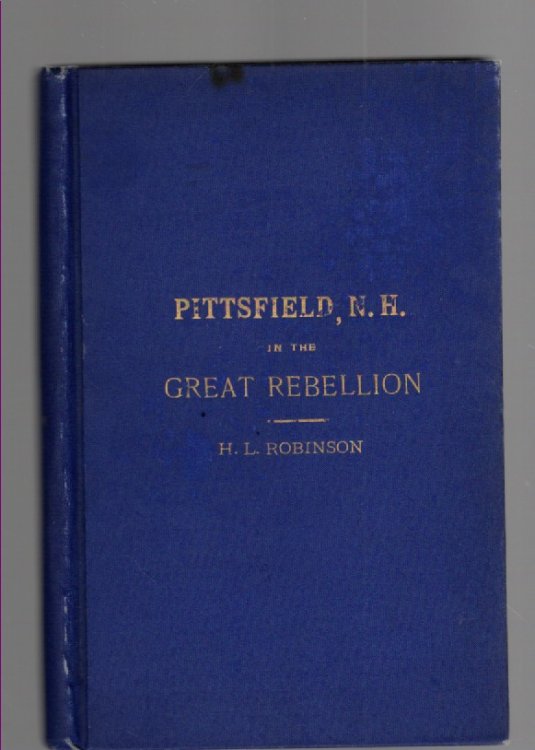 PITTSFIELD, N. H.
IN THE
GREAT REBELLION
H. L. ROBINSON